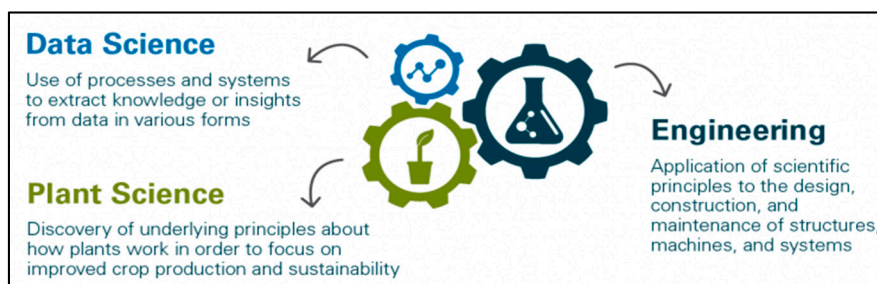 Data Science
Use of processes and systems
to extract knowledge or insights
from data in various forms
Plant Science
Discovery of underlying principles about
how plants work in order to focus on
improved crop production and sustainability
Engineering
Application of scientific
principles to the design,
construction, and
maintenance of structures,
machines, and systems